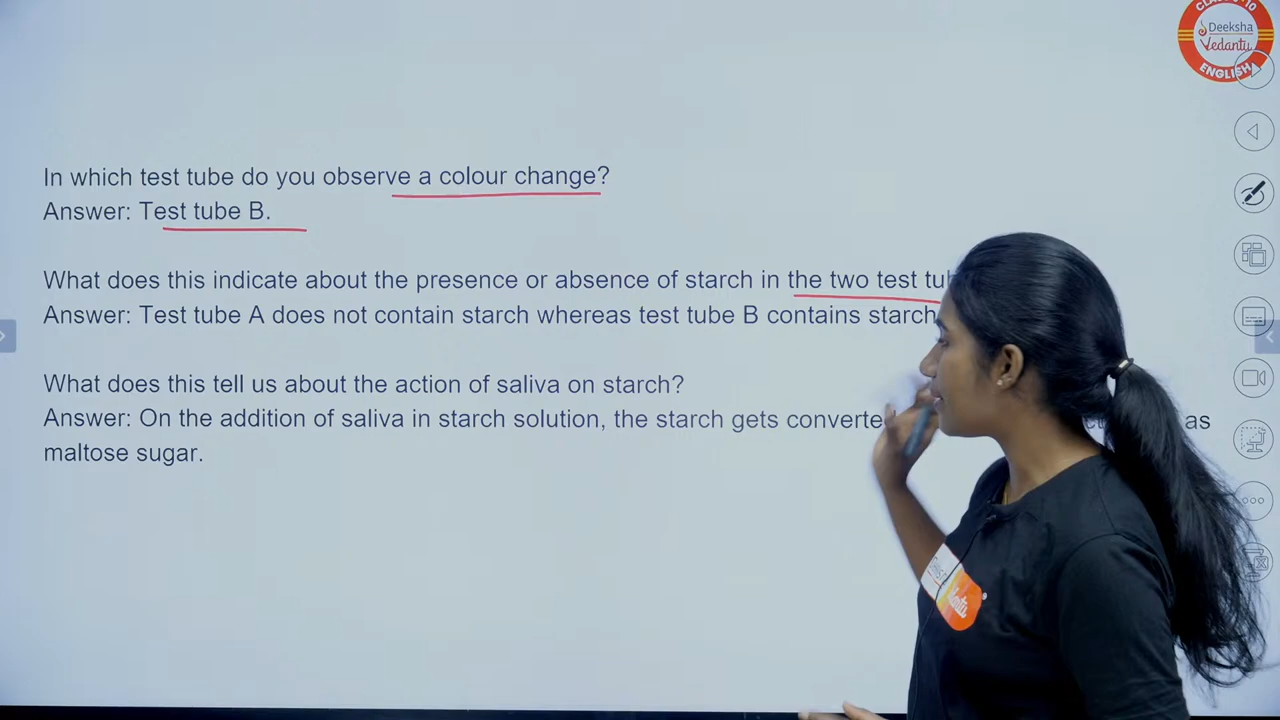 CLASS 9-10
Deeksha
Vedantu
ENGLISH
In which test tube do you observe a colour change?
Answer: Test tube B.
What does this indicate about the presence or absence of starch in the two test
Answer: Test tube A does not contain starch whereas test tube B contains starch
What does this tell us about the action of saliva on starch?
Answer: On the addition of saliva in starch solution, the starch gets as
maltose sugar.